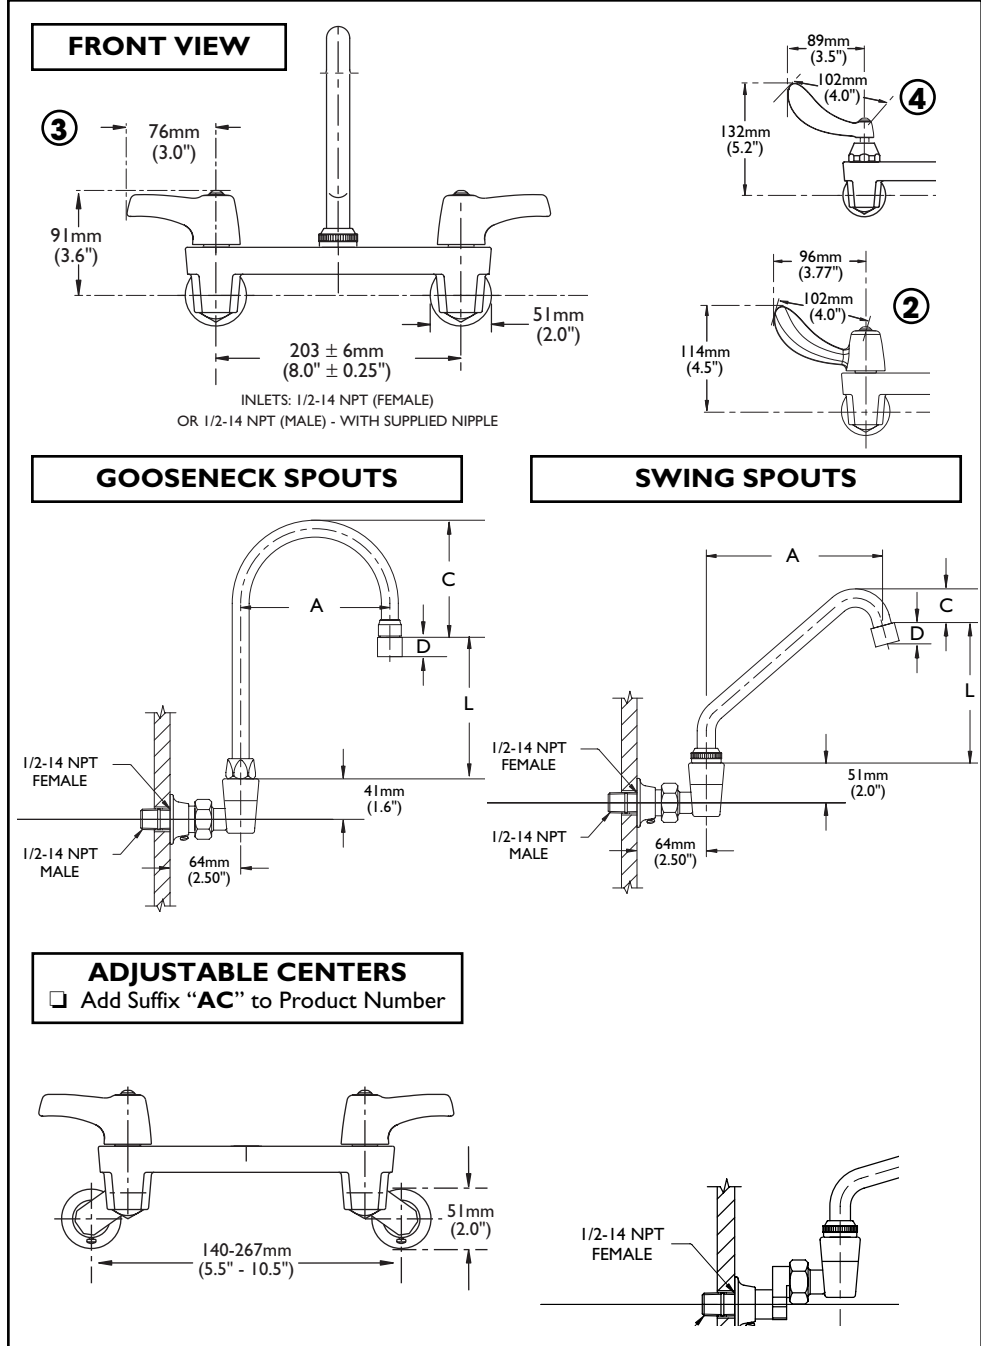 FRONT VIEW
3
76mm
(3.0")
91mm
(3.6")
51mm
(2.0")
203 ± 6mm
(8.0" ± 0.25")
INLETS: 1/2-14 NPT (FEMALE)
OR 1/2-14 NPT (MALE) - WITH SUPPLIED NIPPLE
89mm
(3.5")
102mm
(4.0")
4
132mm
(5.2")
96mm
(3.77")
102mm
(4.0")
2
114mm
(4.5")
GOOSENECK SPOUTS
A
C
D
L
1/2-14 NPT
FEMALE
41mm
(1.6")
1/2-14 NPT
MALE
64mm
(2.50")
SWING SPOUTS
A
C
D
L
1/2-14 NPT
FEMALE
51mm
(2.0")
1/2-14 NPT
MALE
64mm
(2.50")
ADJUSTABLE CENTERS
❏ Add Suffix “AC” to Product Number
51mm
(2.0")
140-267mm
(5.5" - 10.5")
1/2-14 NPT
FEMALE